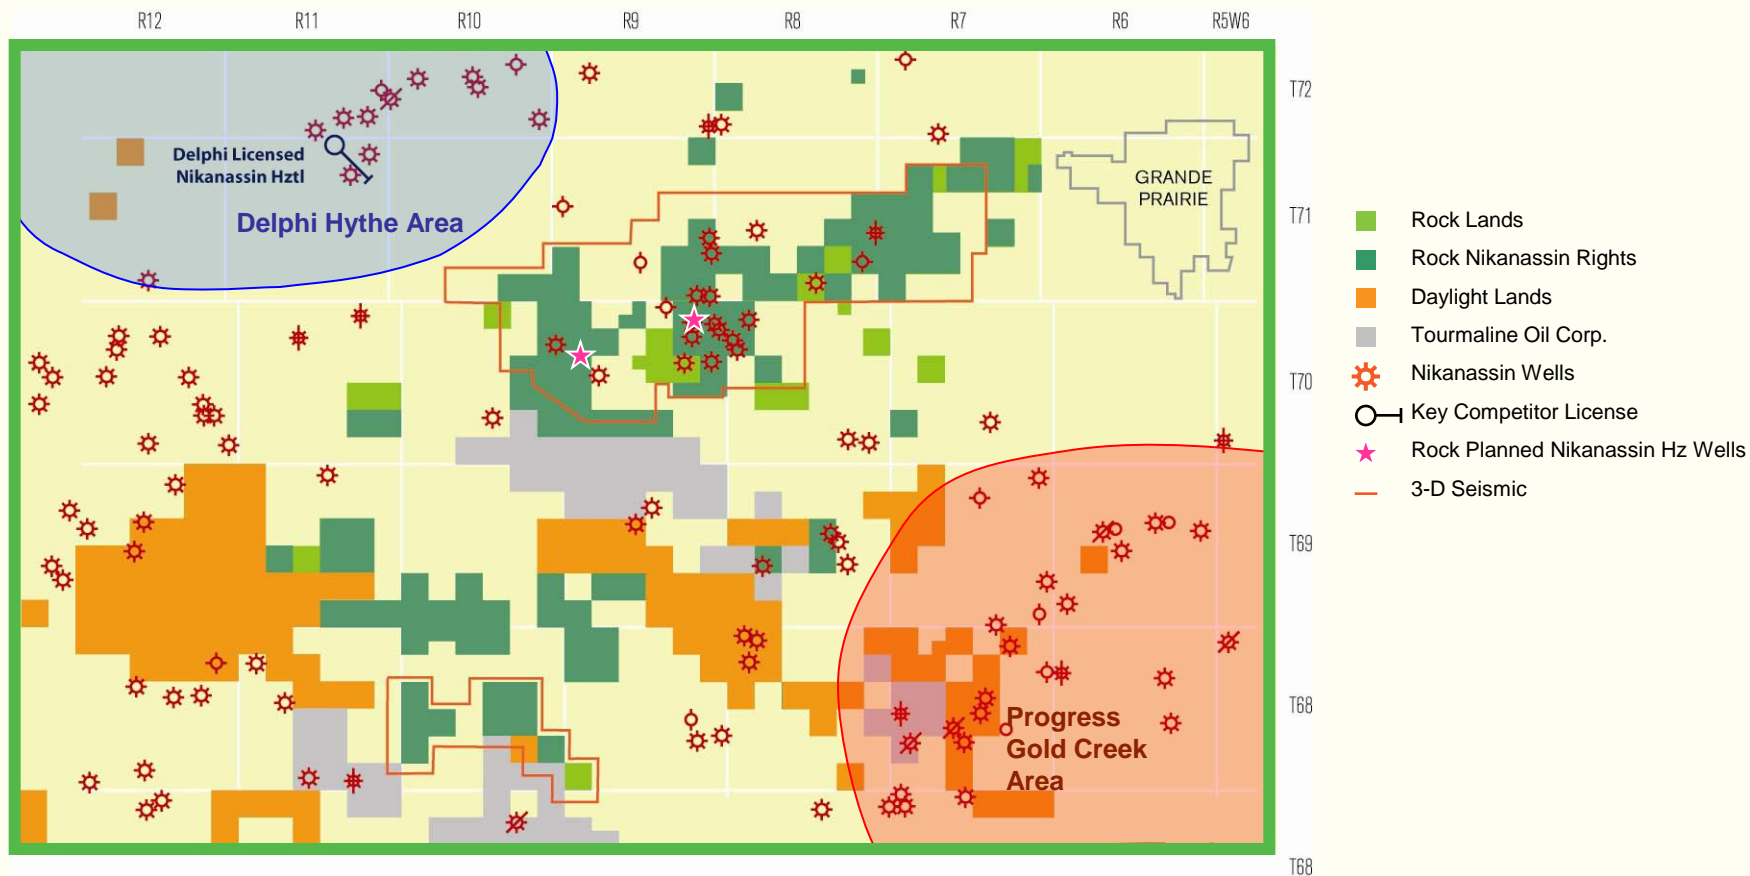 R12 R11 R10 R9 R8 R7 R6 R5W6
T72
Delphi Licensed
Nikanassin Hztl
Delphi Hythe Area
GRANDE
PRAIRIE
T71
T70
T69
T68
T68
Progress
Gold Creek
Area
Rock Lands
Rock Nikanassin Rights
Daylight Lands
Tourmaline Oil Corp.
Nikanassin Wells
Key Competitor License
Rock Planned Nikanassin Hz Wells
3-D Seismic